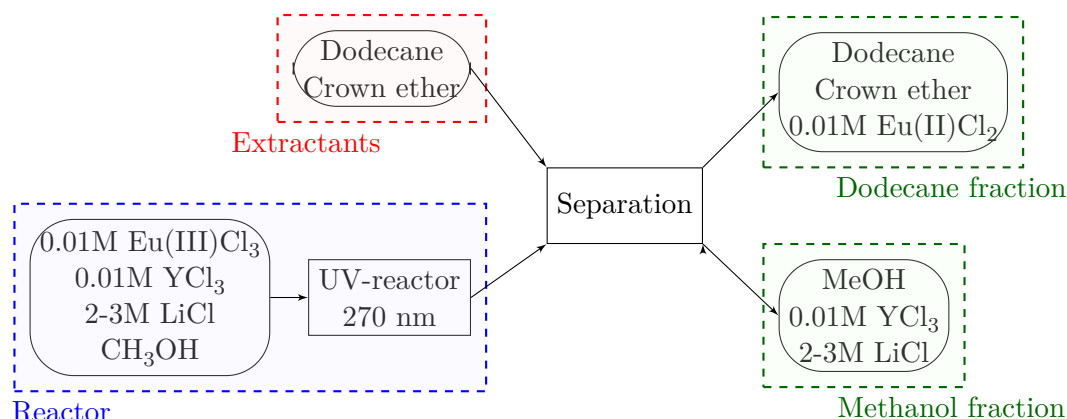 Dodecane
Crown ether
Extractants
0.01M Eu(III)Cl₃
0.01M YCl₃
2-3M LiCl
CH₃OH
UV-reactor
270 nm
Reactor
Separation
Dodecane
Crown ether
0.01M Eu(II)Cl₂
Dodecane fraction
MeOH
0.01M YCl₃
2-3M LiCl
Methanol fraction